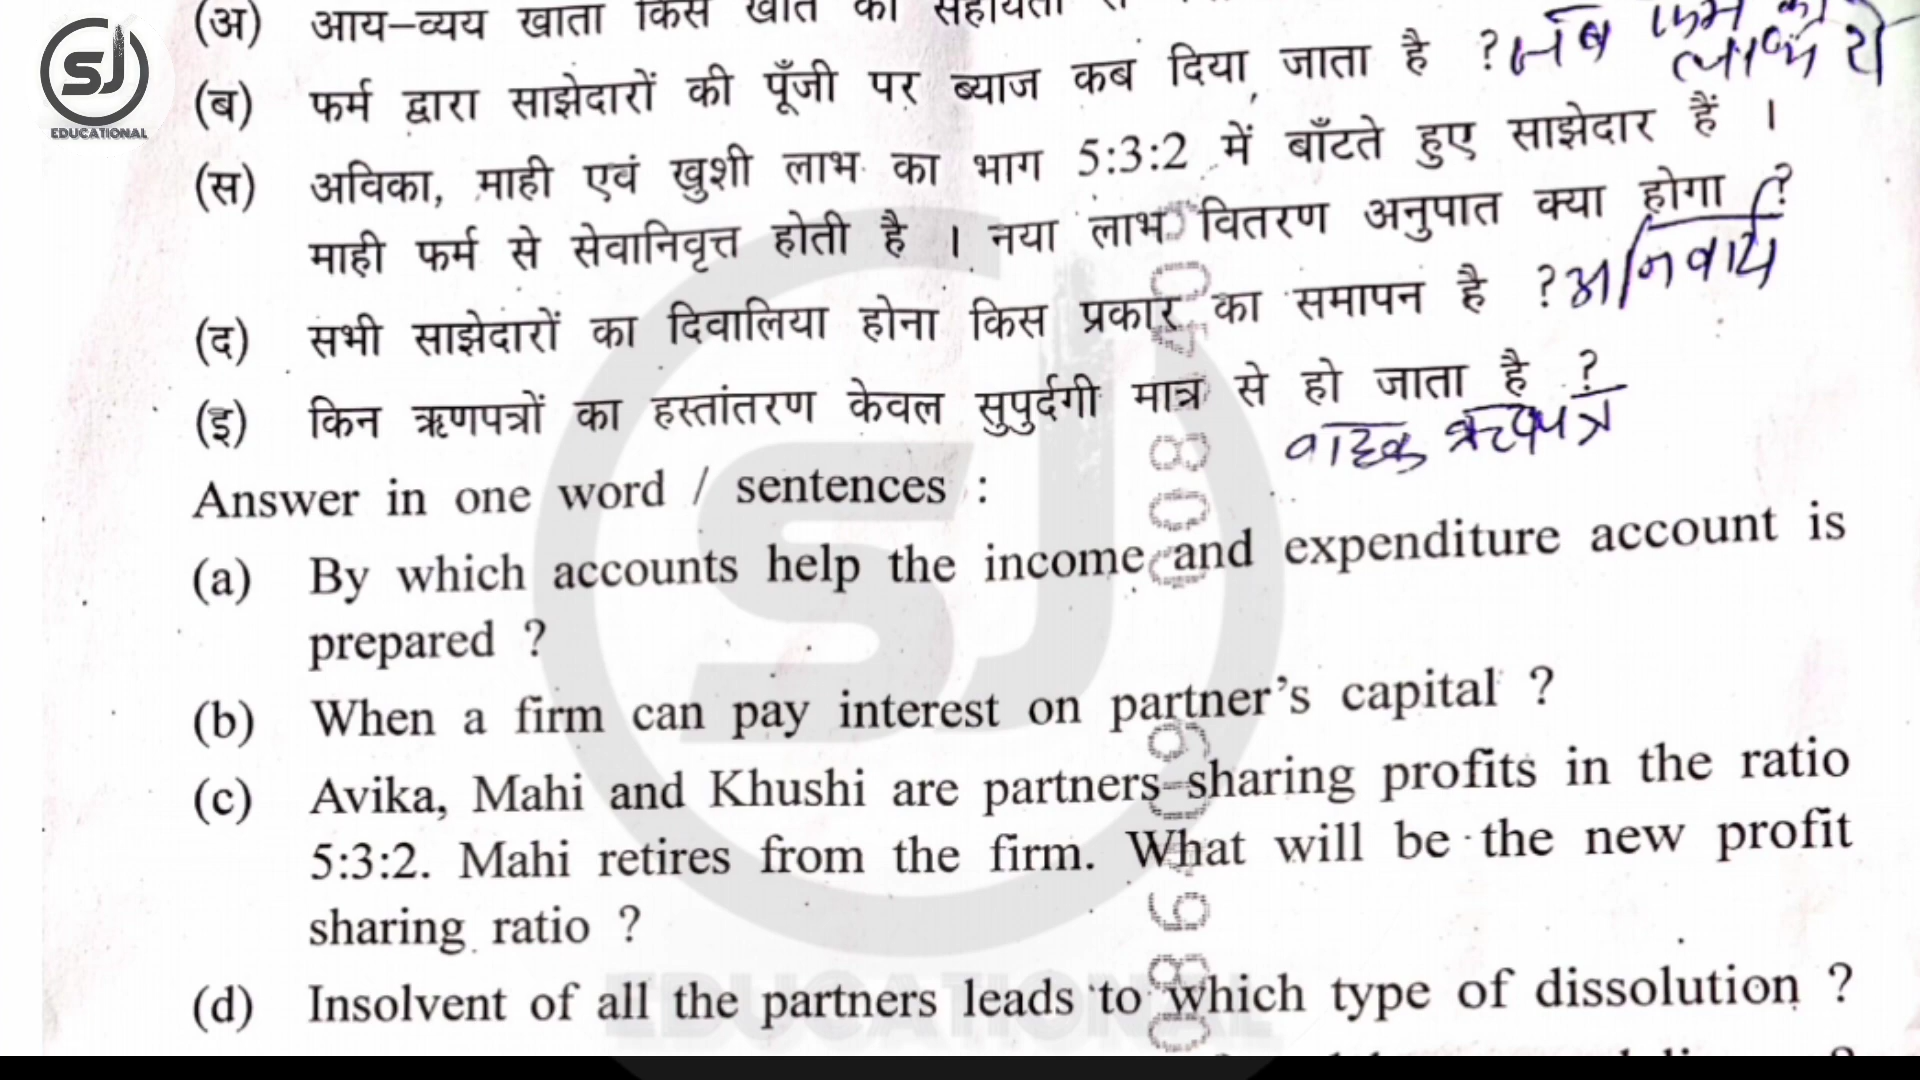 SJ
EDUCATIONAL
(अ) आय–व्यय खाता किस खाते की सहायता से
(ब) फर्म द्वारा साझेदारों की पूँजी पर ब्याज कब दिया जाता है ? जब फर्म को
लाभ हो
(स) अविका, माही एवं खुशी लाभ का भाग 5:3:2 में बाँटते हुए साझेदार हैं ।
माही फर्म से सेवानिवृत्त होती है । नया लाभ वितरण अनुपात क्या होगा ?
(द) सभी साझेदारों का दिवालिया होना किस प्रकार का समापन है ? अनिवार्य
(इ) किन ऋणपत्रों का हस्तांतरण केवल सुपुर्दगी मात्र से हो जाता है ?
वाहक ऋणपत्र
Answer in one word / sentences :
(a) By which accounts help the income and expenditure account is
prepared ?
(b) When a firm can pay interest on partner's capital ?
(c) Avika, Mahi and Khushi are partners sharing profits in the ratio
5:3:2. Mahi retires from the firm. What will be the new profit
sharing ratio ?
(d) Insolvent of all the partners leads to which type of dissolution ?